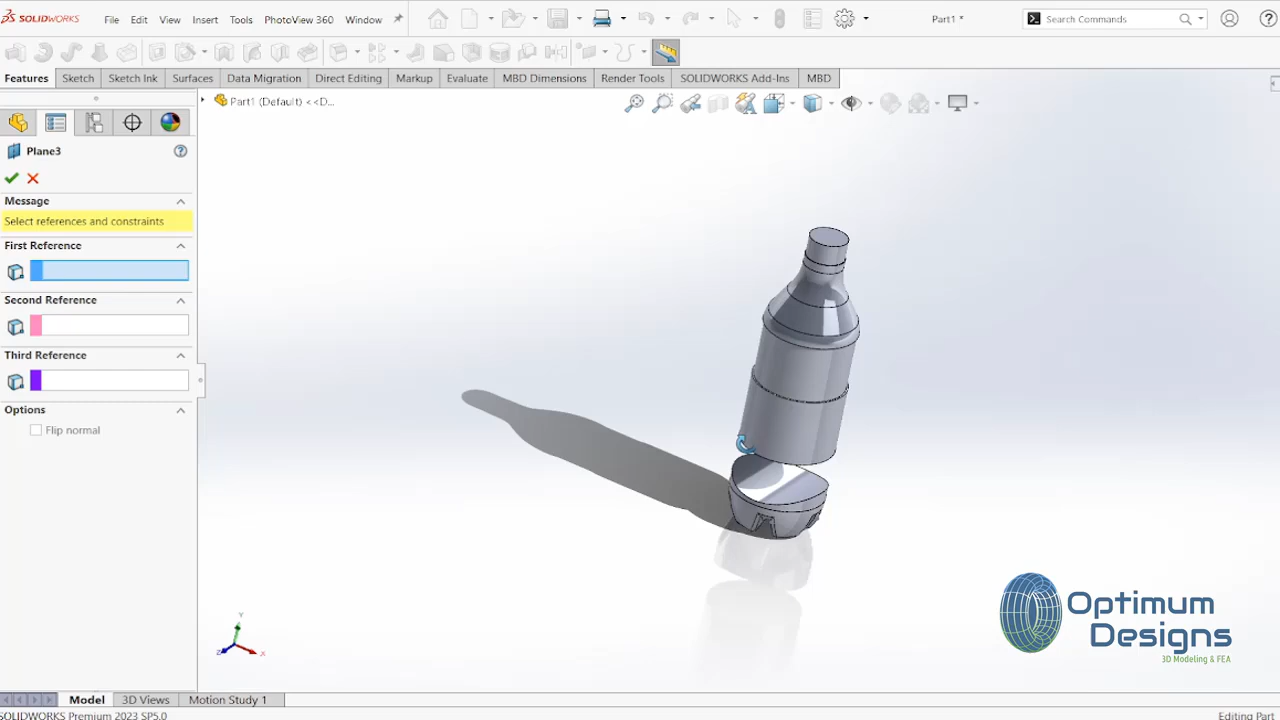 SOLIDWORKS File Edit View Insert Tools PhotoView 360 Window Part1 * Search Commands
Features Sketch Sketch Ink Surfaces Data Migration Direct Editing Markup Evaluate MBD Dimensions Render Tools SOLIDWORKS Add-Ins MBD
Part1 (Default) <<D...
Plane3
Message
Select references and constraints
First Reference
Second Reference
Third Reference
Options
Flip normal
Y
Z X
Optimum
Designs
3D Modeling & FEA
Model 3D Views Motion Study 1
SOLIDWORKS Premium 2023 SP5.0 Editing Part